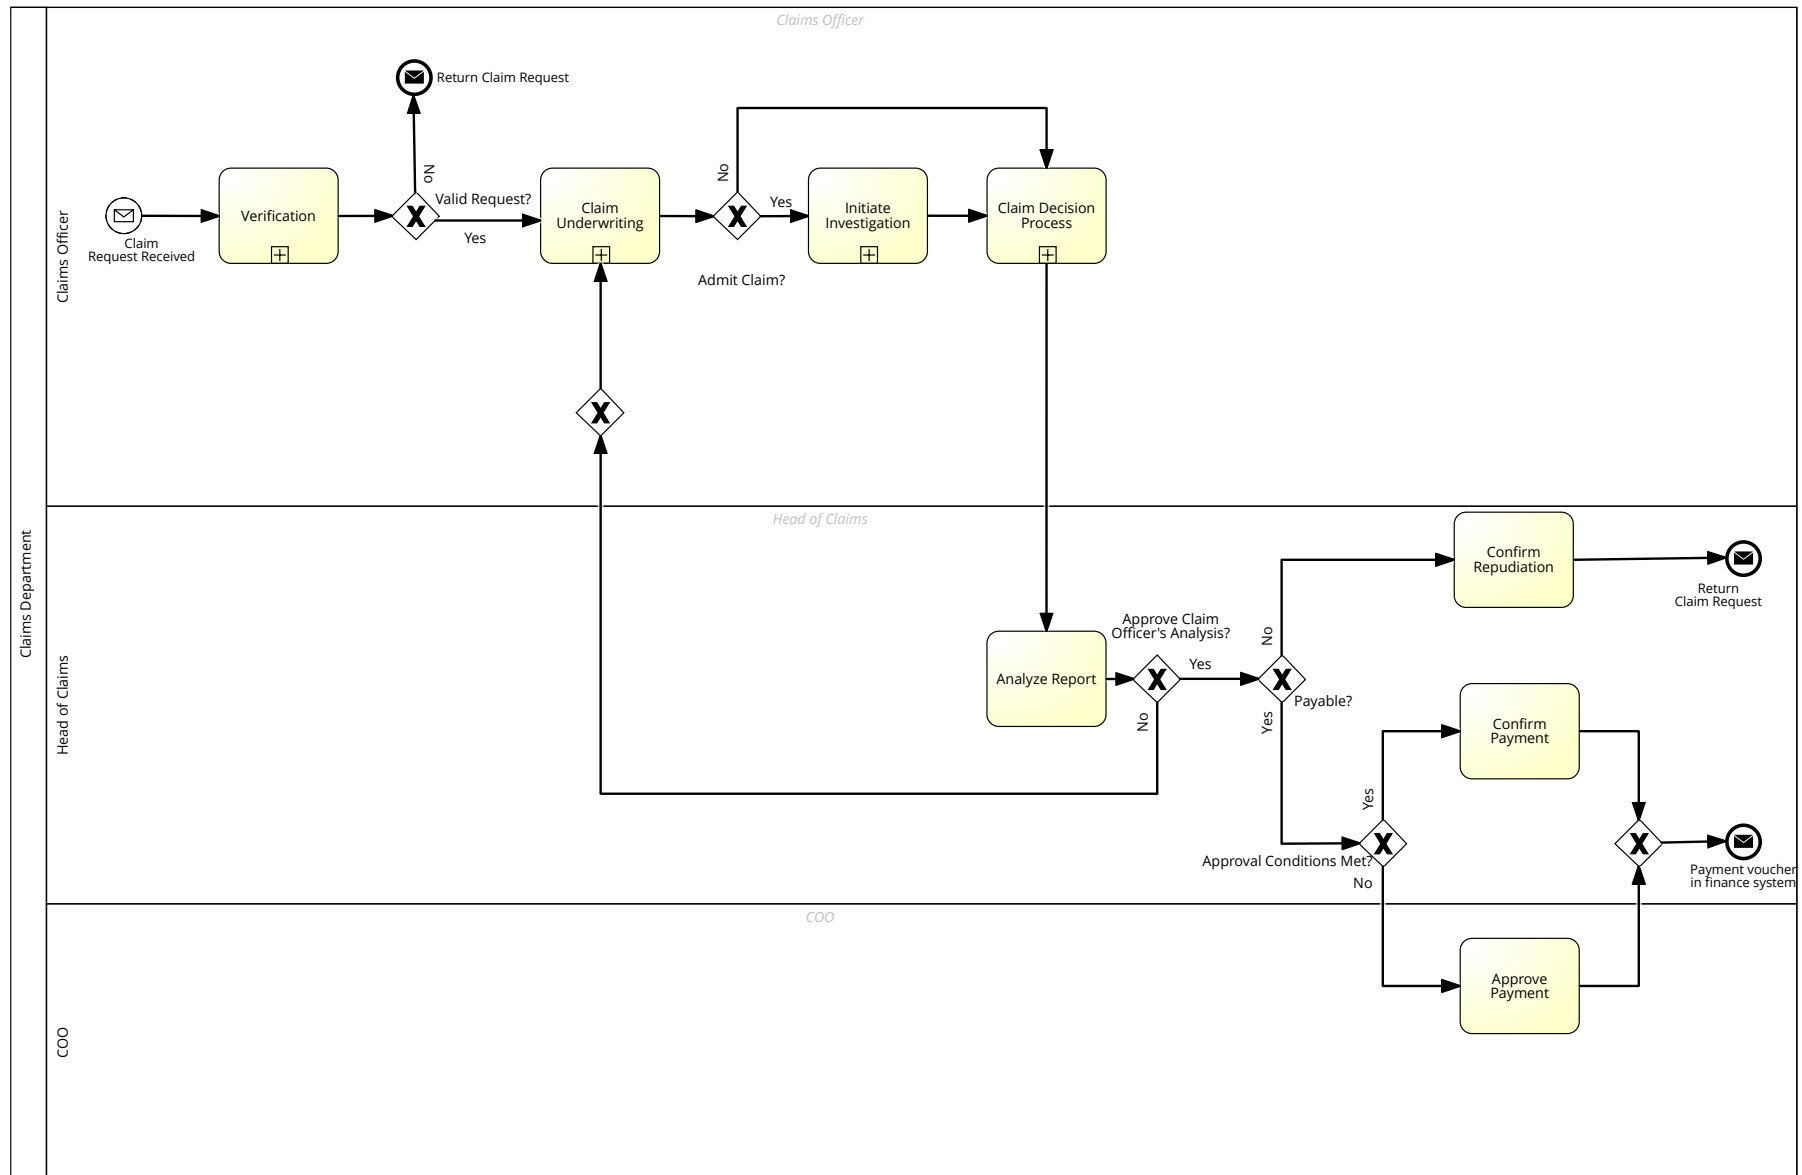 Claims Department
Claims Officer
Claims Officer
Return Claim Request
No
Valid Request?
Yes
Claim
Request Received
Verification
Claim
Underwriting
No
Yes
Admit Claim?
Initiate
Investigation
Claim Decision
Process
Head of Claims
Head of Claims
Analyze Report
Approve Claim
Officer's Analysis?
Yes
No
No
Payable?
Yes
Confirm
Repudiation
Return
Claim Request
Confirm
Payment
Yes
Approval Conditions Met?
No
Payment voucher
in finance system
COO
COO
Approve
Payment